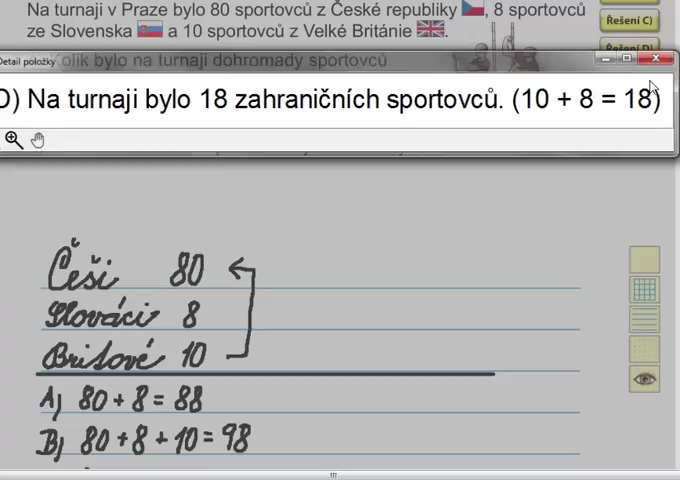 Na turnaji v Praze bylo 80 sportovců z České republiky, 8 sportovců
ze Slovenska a 10 sportovců z Velké Británie.
Řešení C)
Řešení D)
Kolik bylo na turnaji dohromady sportovců
Detail položky
D) Na turnaji bylo 18 zahraničních sportovců. (10 + 8 = 18)
Češi 80
Slováci 8
Britové 10
A) 80 + 8 = 88
B) 80 + 8 + 10 = 98